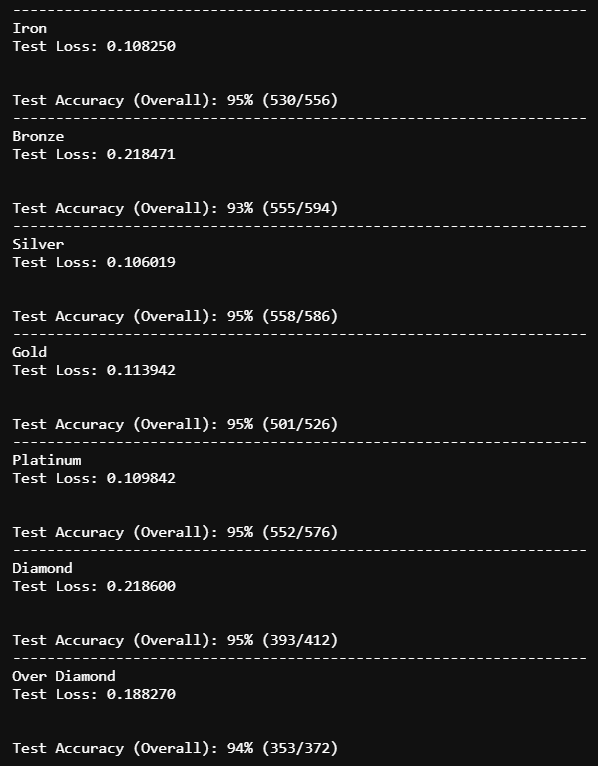 --------------------------------------------------------------------
Iron
Test Loss: 0.108250
Test Accuracy (Overall): 95% (530/556)
--------------------------------------------------------------------
Bronze
Test Loss: 0.218471
Test Accuracy (Overall): 93% (555/594)
--------------------------------------------------------------------
Silver
Test Loss: 0.106019
Test Accuracy (Overall): 95% (558/586)
--------------------------------------------------------------------
Gold
Test Loss: 0.113942
Test Accuracy (Overall): 95% (501/526)
--------------------------------------------------------------------
Platinum
Test Loss: 0.109842
Test Accuracy (Overall): 95% (552/576)
--------------------------------------------------------------------
Diamond
Test Loss: 0.218600
Test Accuracy (Overall): 95% (393/412)
--------------------------------------------------------------------
Over Diamond
Test Loss: 0.188270
Test Accuracy (Overall): 94% (353/372)